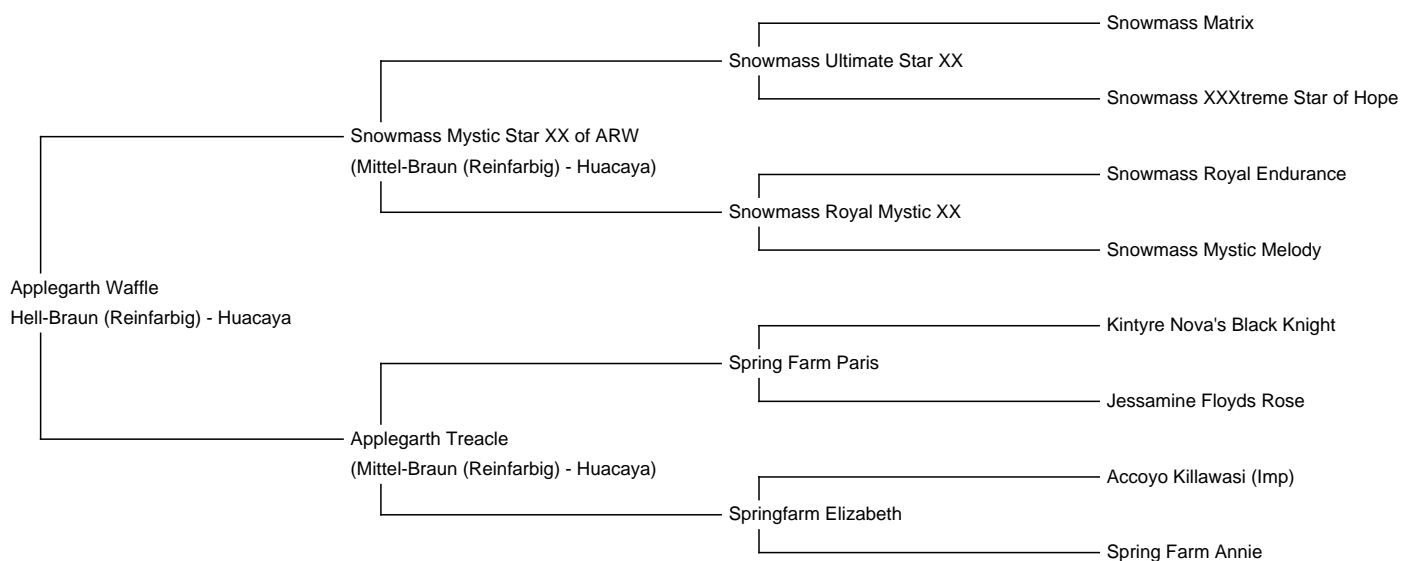 Snowmass Matrix
Snowmass Ultimate Star XX
Snowmass XXXtreme Star of Hope
Snowmass Mystic Star XX of ARW
(Mittel-Braun (Reinfarbig) - Huacaya)
Snowmass Royal Endurance
Snowmass Royal Mystic XX
Snowmass Mystic Melody
Applegarth Waffle
Hell-Braun (Reinfarbig) - Huacaya
Kintyre Nova's Black Knight
Spring Farm Paris
Jessamine Floyds Rose
Applegarth Treacle
(Mittel-Braun (Reinfarbig) - Huacaya)
Accoyo Killawasi (Imp)
Springfarm Elizabeth
Spring Farm Annie